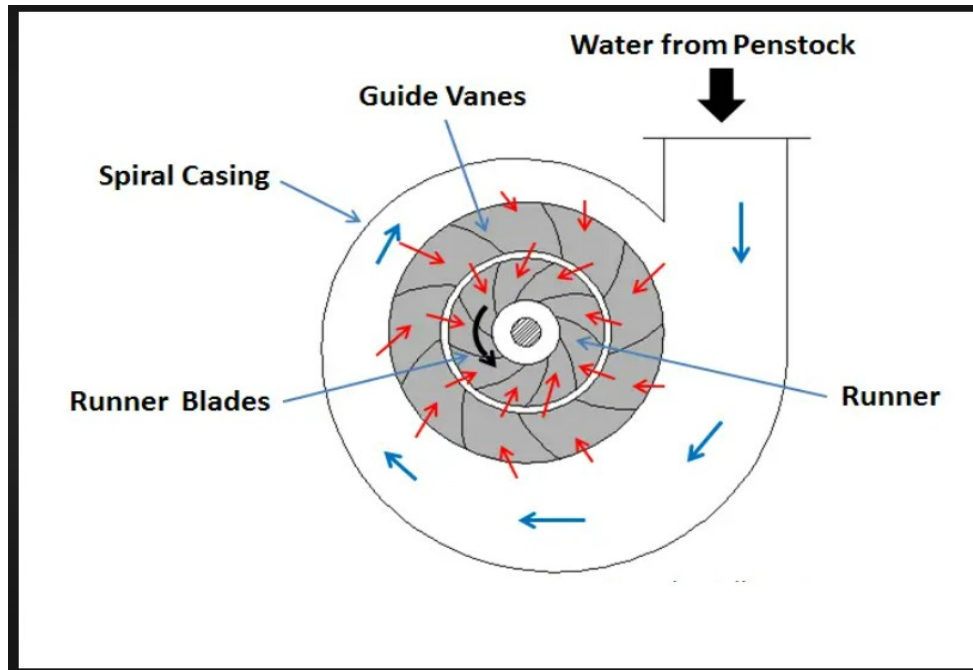 Water from Penstock
Guide Vanes
Spiral Casing
Runner Blades
Runner